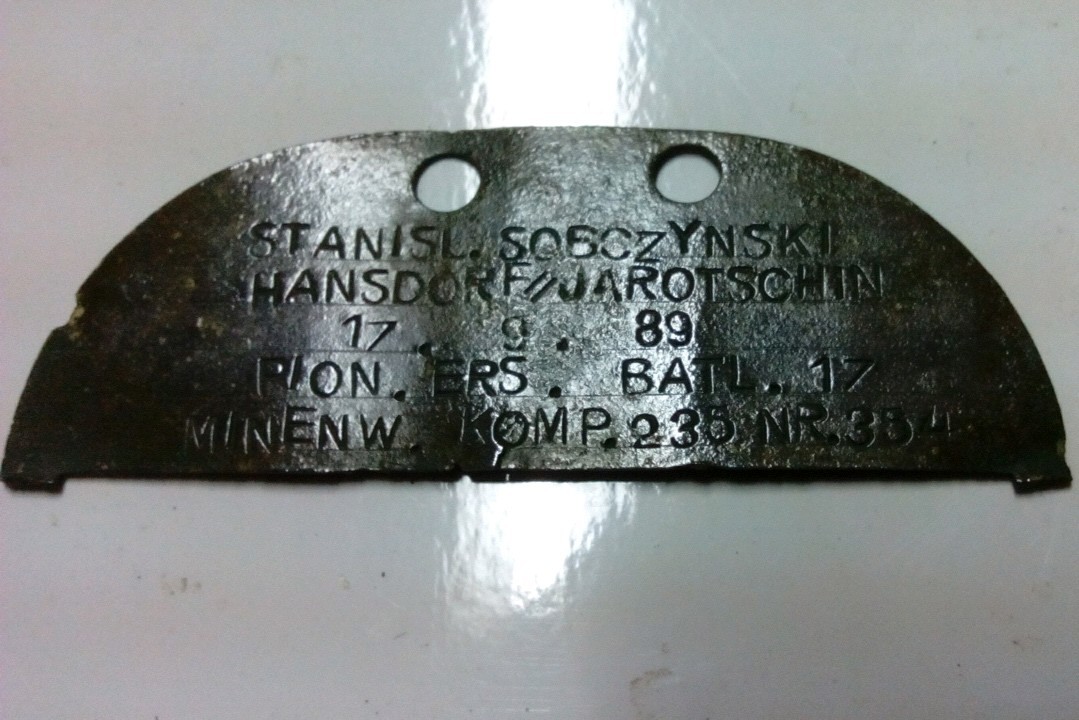 STANISL. SOBCZYNSKI
HANSDORF//JAROTSCHIN
17. 9. 89
PION. ERS. BATL. 17
MINENW. KOMP. 235 NR. 354